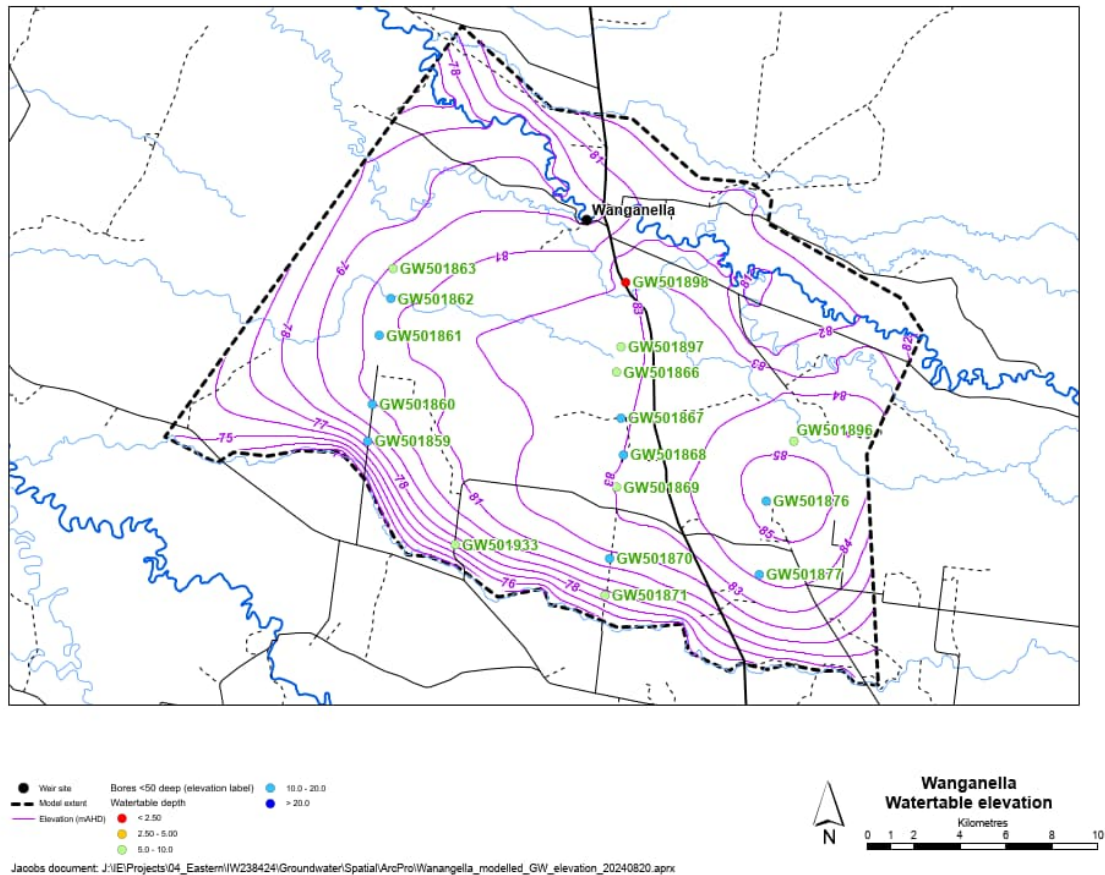 78
81
Wanganella
81
GW501863
79
GW501862
GW501898
81
83
GW501861
78
82
82
GW501897
83
GW501866
84
GW501860
GW501867
77
GW501896
75
GW501859
GW501868
85
78
83
GW501869
81
GW501876
85
GW501933
84
GW501870
GW501877
76
78
83
GW501871
Weir site
Model extent
Elevation (mAHD)
Bores <50 deep (elevation label)
Watertable depth
< 2.50
2.50 - 5.00
5.0 - 10.0
10.0 - 20.0
> 20.0
N
Wanganella
Watertable elevation
Kilometres
0 1 2 4 6 8 10
Jacobs document: J:\IE\Projects\04_Eastern\IW238424\Groundwater\Spatial\ArcPro\Wanangella_modelled_GW_elevation_20240820.aprx